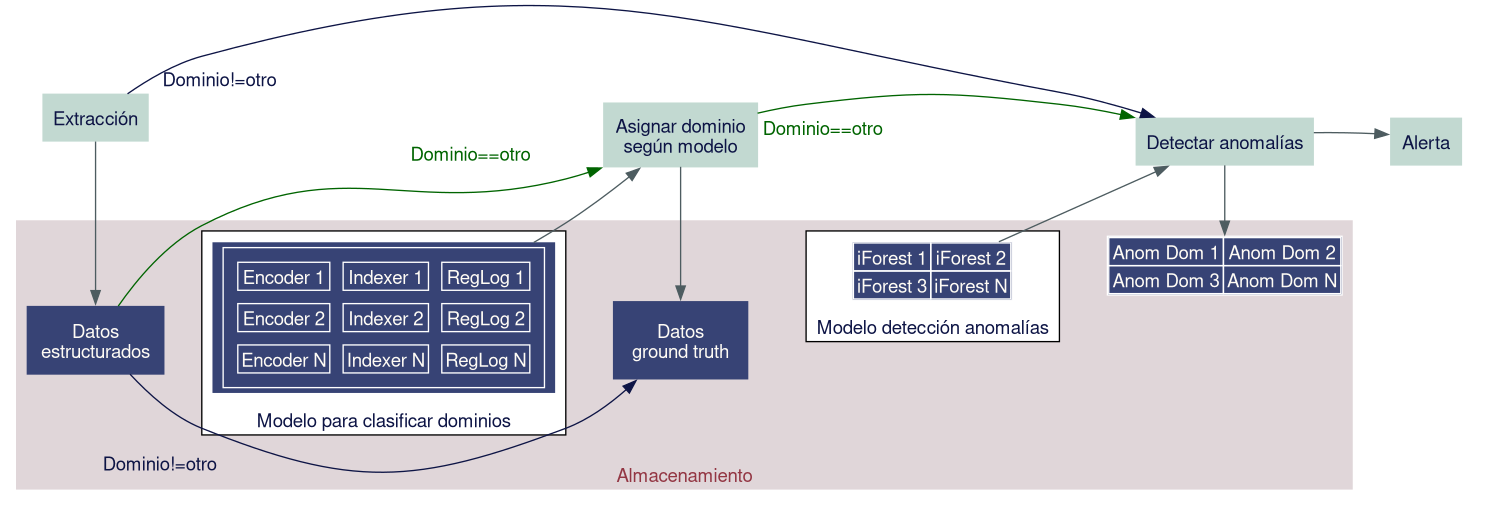 Dominio!=otro
Extracción
Asignar dominio
según modelo
Dominio==otro
Detectar anomalías
Alerta
Dominio==otro
Encoder 1 Indexer 1 RegLog 1
Encoder 2 Indexer 2 RegLog 2
Encoder N Indexer N RegLog N
Modelo para clasificar dominios
Datos
estructurados
Datos
ground truth
iForest 1 iForest 2
iForest 3 iForest N
Modelo detección anomalías
Anom Dom 1 Anom Dom 2
Anom Dom 3 Anom Dom N
Dominio!=otro
Almacenamiento